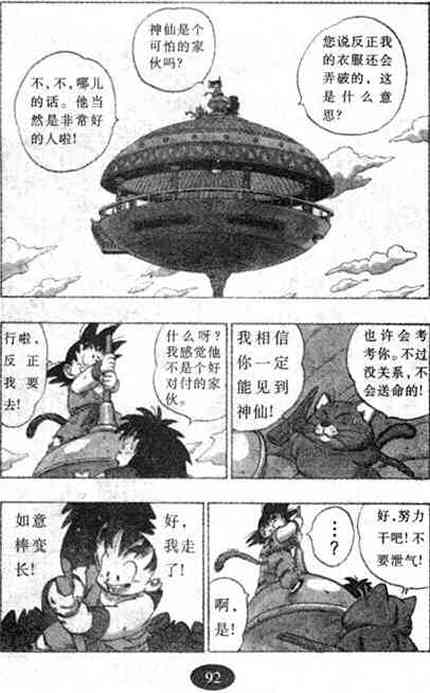 您说反正我
的衣服还会
弄破的，这
是什么意
思？
神仙是个
可怕的家
伙吗？
不，不，哪儿
的话。他当
然是非常好
的人啦！
也许会考
考你。不过
没关系，不
会送命的！
我相信
你一定
能见到
神仙！
什么呀？
我感觉他
不是个好
对付的家
伙。
行啦，
反正
我要
去！
好，努力
干吧！不
要泄气！
…?
啊，
是！
好，
我走
了！
如意
棒变
长！
92